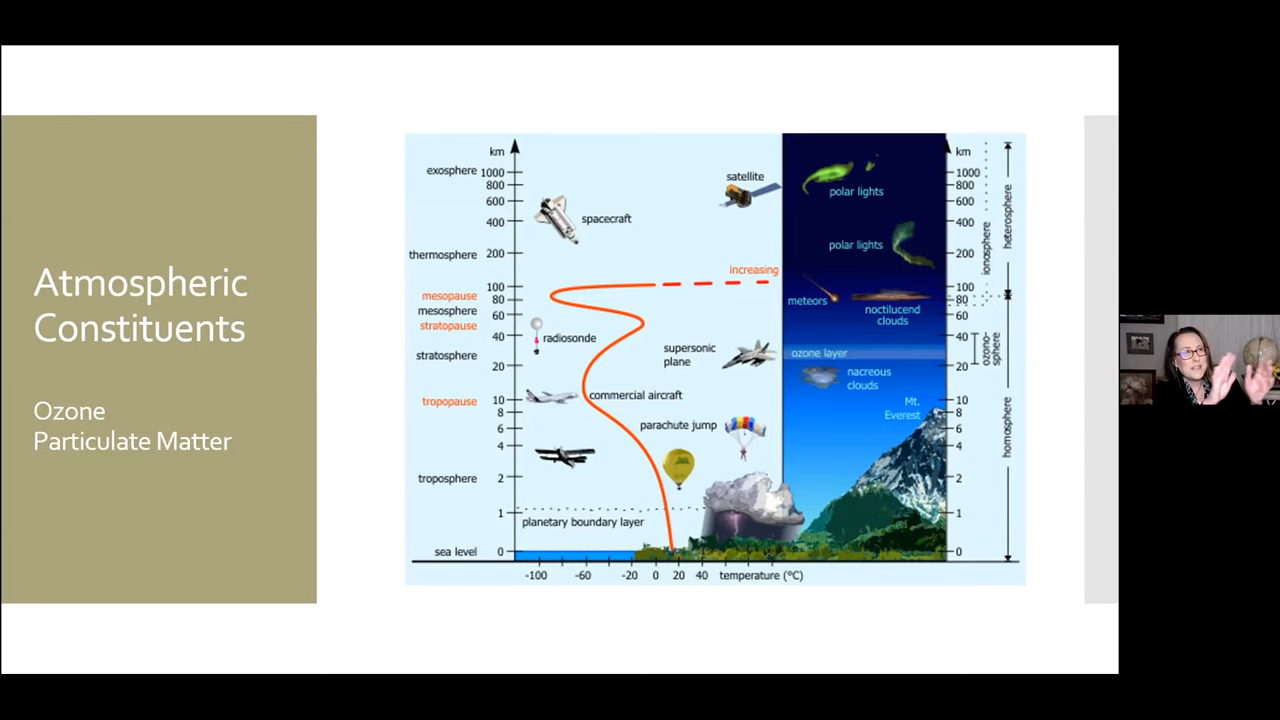 Atmospheric
Constituents
Ozone
Particulate Matter
km
km
exosphere
1000
satellite
1000
800
800
600
polar lights
600
400
spacecraft
400
polar lights
thermosphere
200
200
ionosphere
heterosphere
increasing
100
100
mesopause
80
meteors
80
mesosphere
60
noctilucend
clouds
60
stratopause
40
radiosonde
supersonic
plane
40
ozono-
sphere
stratosphere
ozone layer
20
nacreous
clouds
20
tropopause
10
commercial aircraft
Mt.
Everest
10
8
8
6
parachute jump
6
4
4
homosphere
troposphere
2
2
1
1
planetary boundary layer
sea level
0
0
-100 -60 -20 0 20 40 temperature (°C)